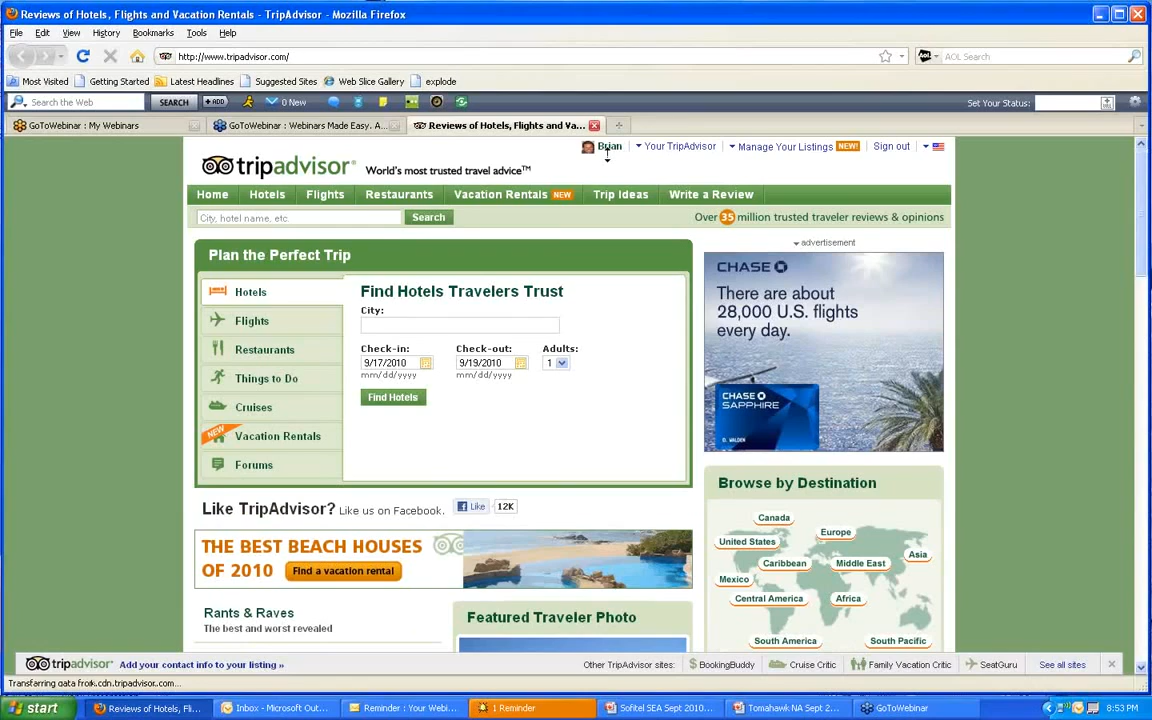 Reviews of Hotels, Flights and Vacation Rentals - TripAdvisor - Mozilla Firefox
File Edit View History Bookmarks Tools Help
http://www.tripadvisor.com/ AOL Search
Most Visited Getting Started Latest Headlines Suggested Sites Web Slice Gallery explode
Search the Web SEARCH +ADD 0 New Set Your Status:
GoToWebinar : My Webinars GoToWebinar : Webinars Made Easy. A... Reviews of Hotels, Flights and Va...
Brian Your TripAdvisor Manage Your Listings NEW! Sign out
tripadvisor® World's most trusted travel advice™
Home Hotels Flights Restaurants Vacation Rentals NEW Trip Ideas Write a Review
City, hotel name, etc. Search Over 35 million trusted traveler reviews & opinions
Plan the Perfect Trip
Hotels
Flights
Restaurants
Things to Do
Cruises
NEW Vacation Rentals
Forums
Find Hotels Travelers Trust
City:
Check-in: Check-out: Adults:
9/17/2010 9/19/2010 1
mm/dd/yyyy mm/dd/yyyy
Find Hotels
advertisement
CHASE
There are about
28,000 U.S. flights
every day.
CHASE
SAPPHIRE
D. WALDEN
Like TripAdvisor? Like us on Facebook. Like 12K
THE BEST BEACH HOUSES
OF 2010 Find a vacation rental
Rants & Raves
The best and worst revealed
Featured Traveler Photo
Browse by Destination
Canada
Europe
United States
Asia
Caribbean
Middle East
Mexico
Central America
Africa
South America
South Pacific
tripadvisor Add your contact info to your listing » Other TripAdvisor sites: BookingBuddy Cruise Critic Family Vacation Critic SeatGuru See all sites
Transferring data from cdn.tripadvisor.com...
start Reviews of Hotels, Fli... Inbox - Microsoft Out... Reminder : Your Webi... 1 Reminder Sofitel SEA Sept 2010... Tomahawk NA Sept 2... GoToWebinar 8:53 PM